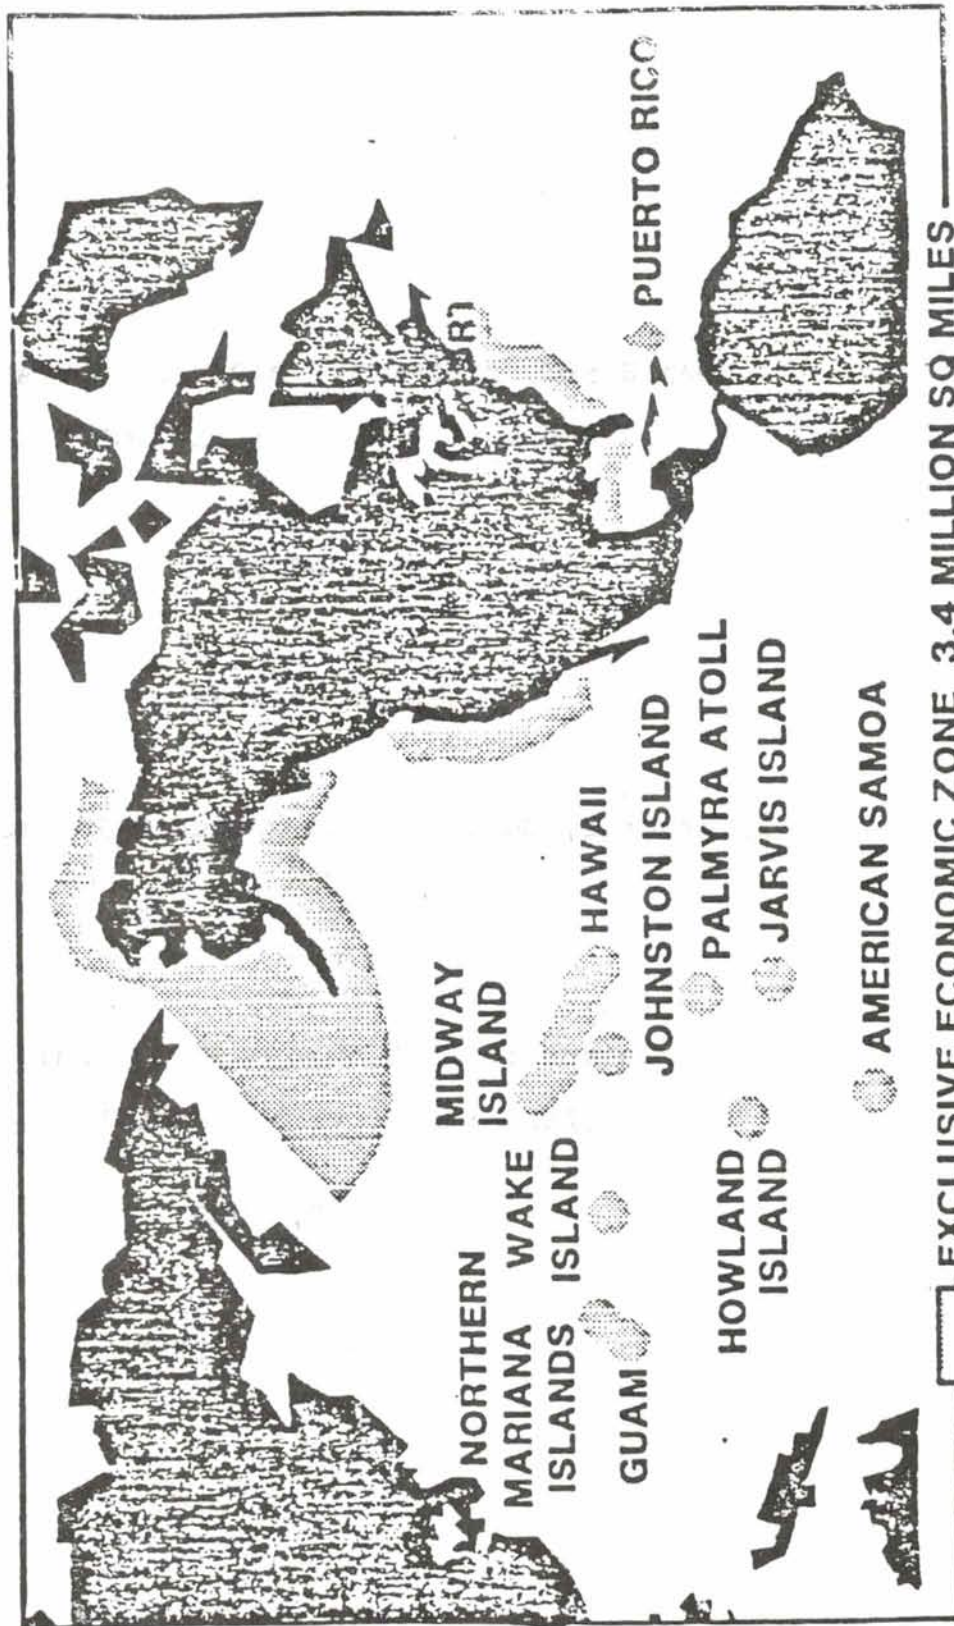 NORTHERN
MARIANA
ISLANDS
WAKE
ISLAND
MIDWAY
ISLAND
GUAM
HAWAII
JOHNSTON ISLAND
PALMYRA ATOLL
JARVIS ISLAND
HOWLAND
ISLAND
AMERICAN SAMOA
PUERTO RICO
EXCLUSIVE ECONOMIC ZONE 3.4 MILLION SQ MILES